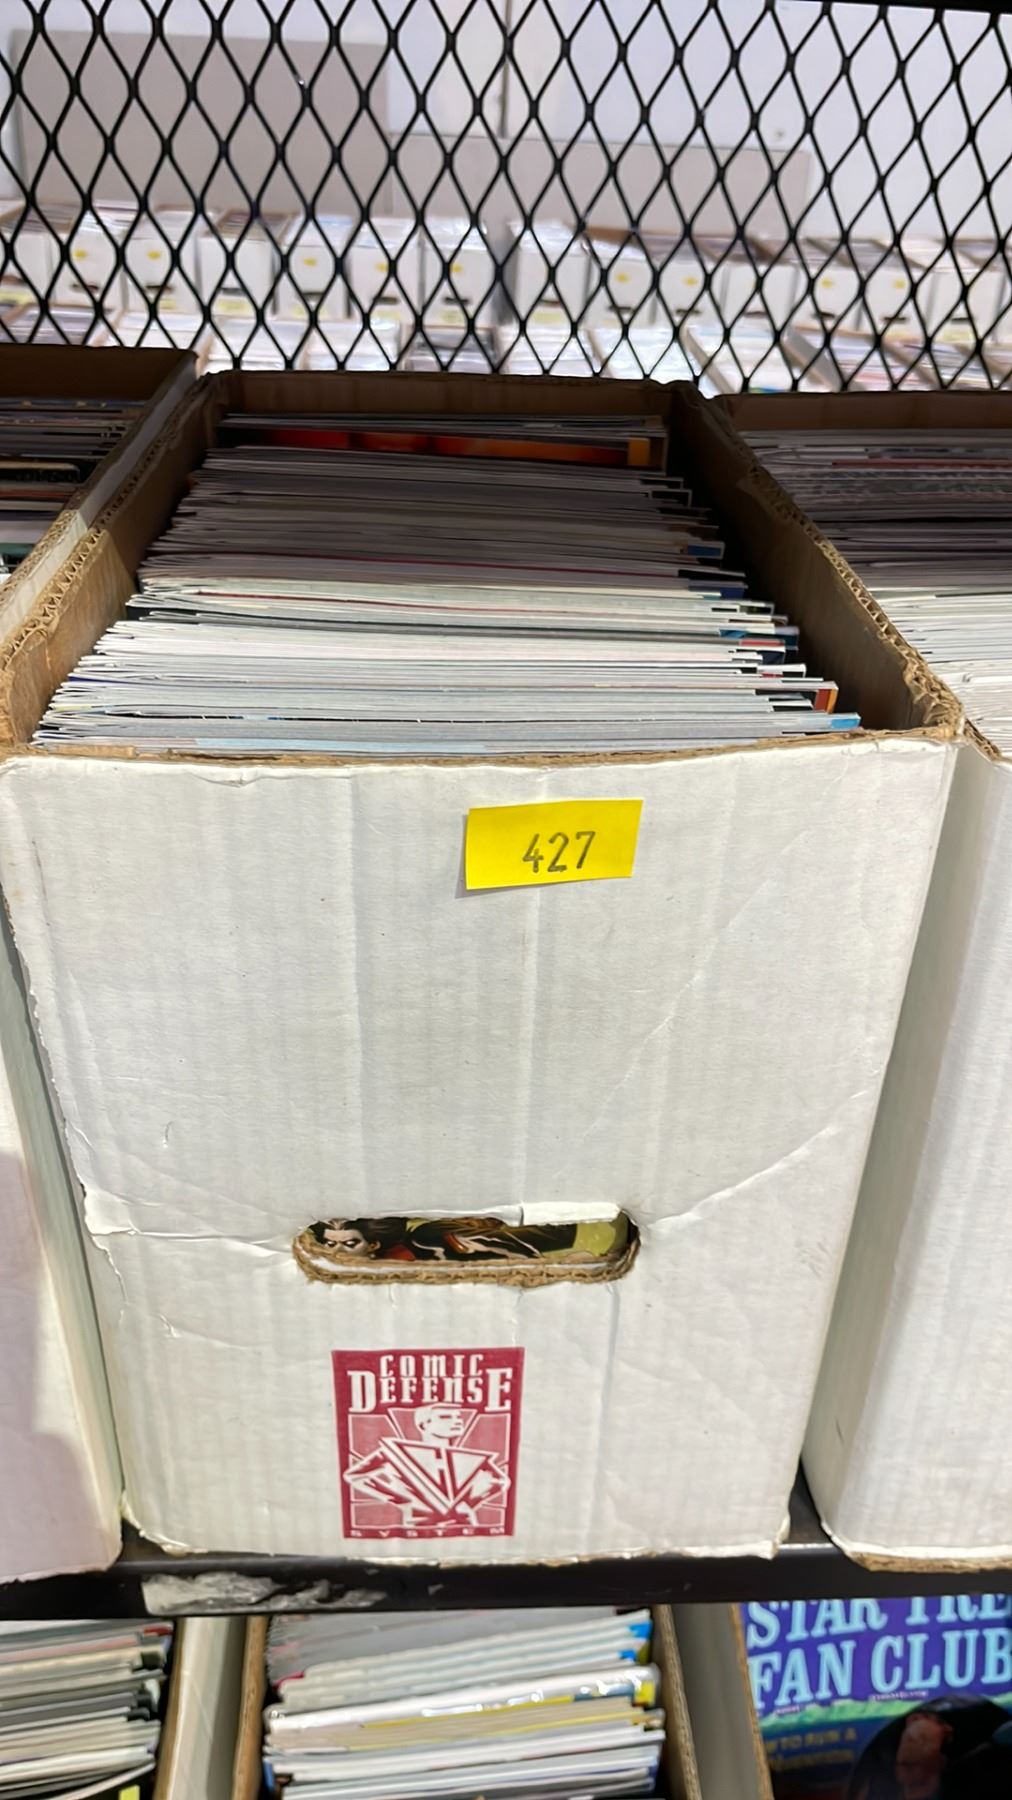 427
COMIC
DEFENSE
SYSTEM
STAR TRE
FAN CLUB